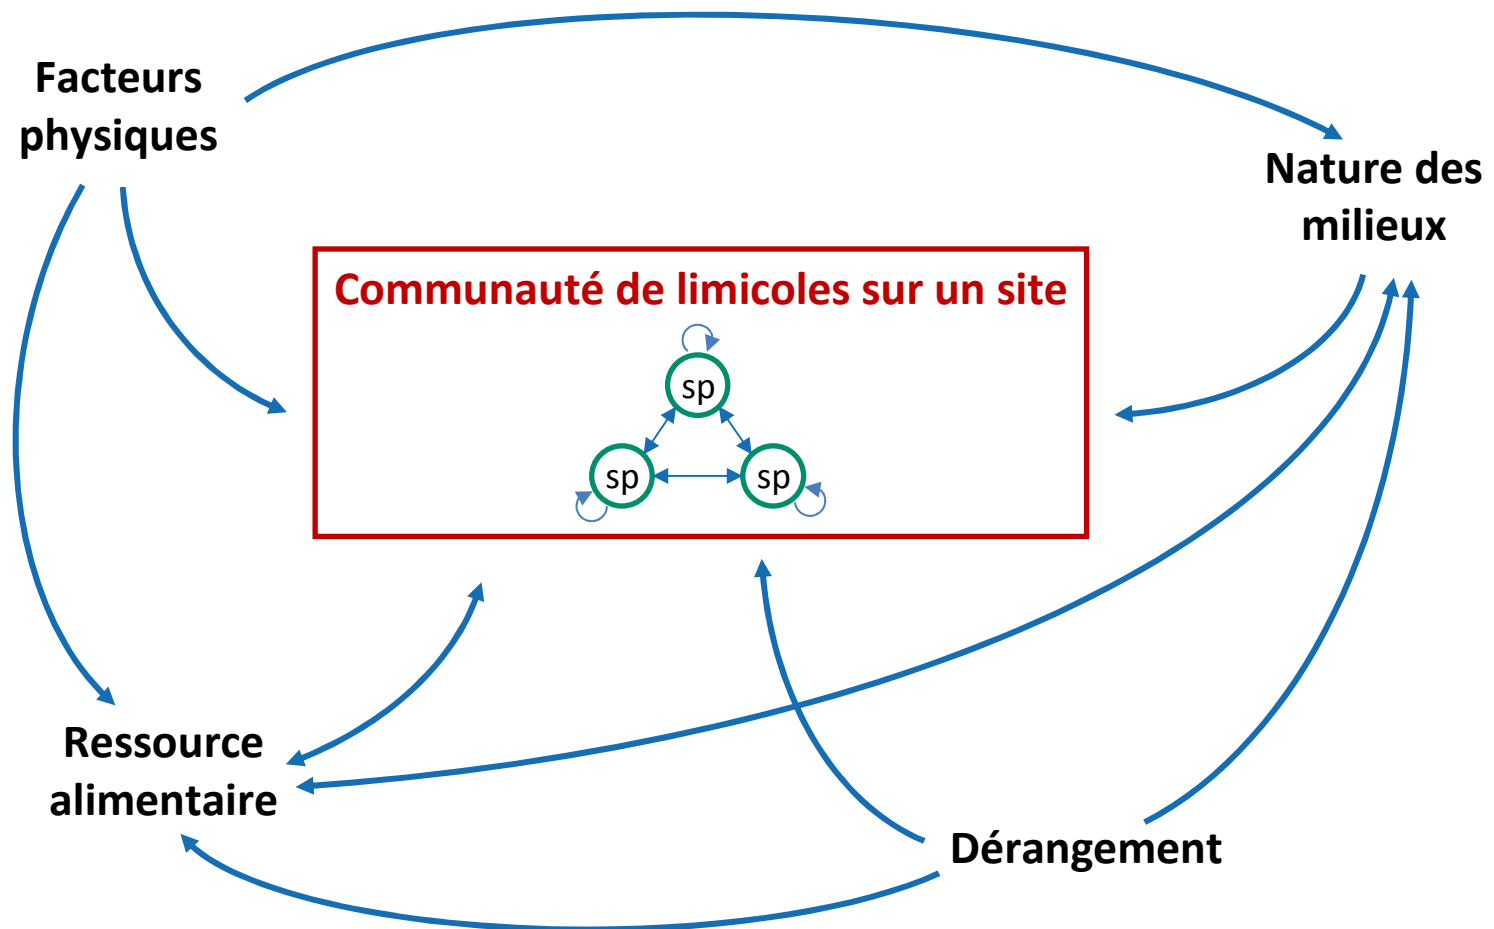 Facteurs
physiques
Nature des
milieux
Communauté de limicoles sur un site
sp
sp
sp
Ressource
alimentaire
Dérangement